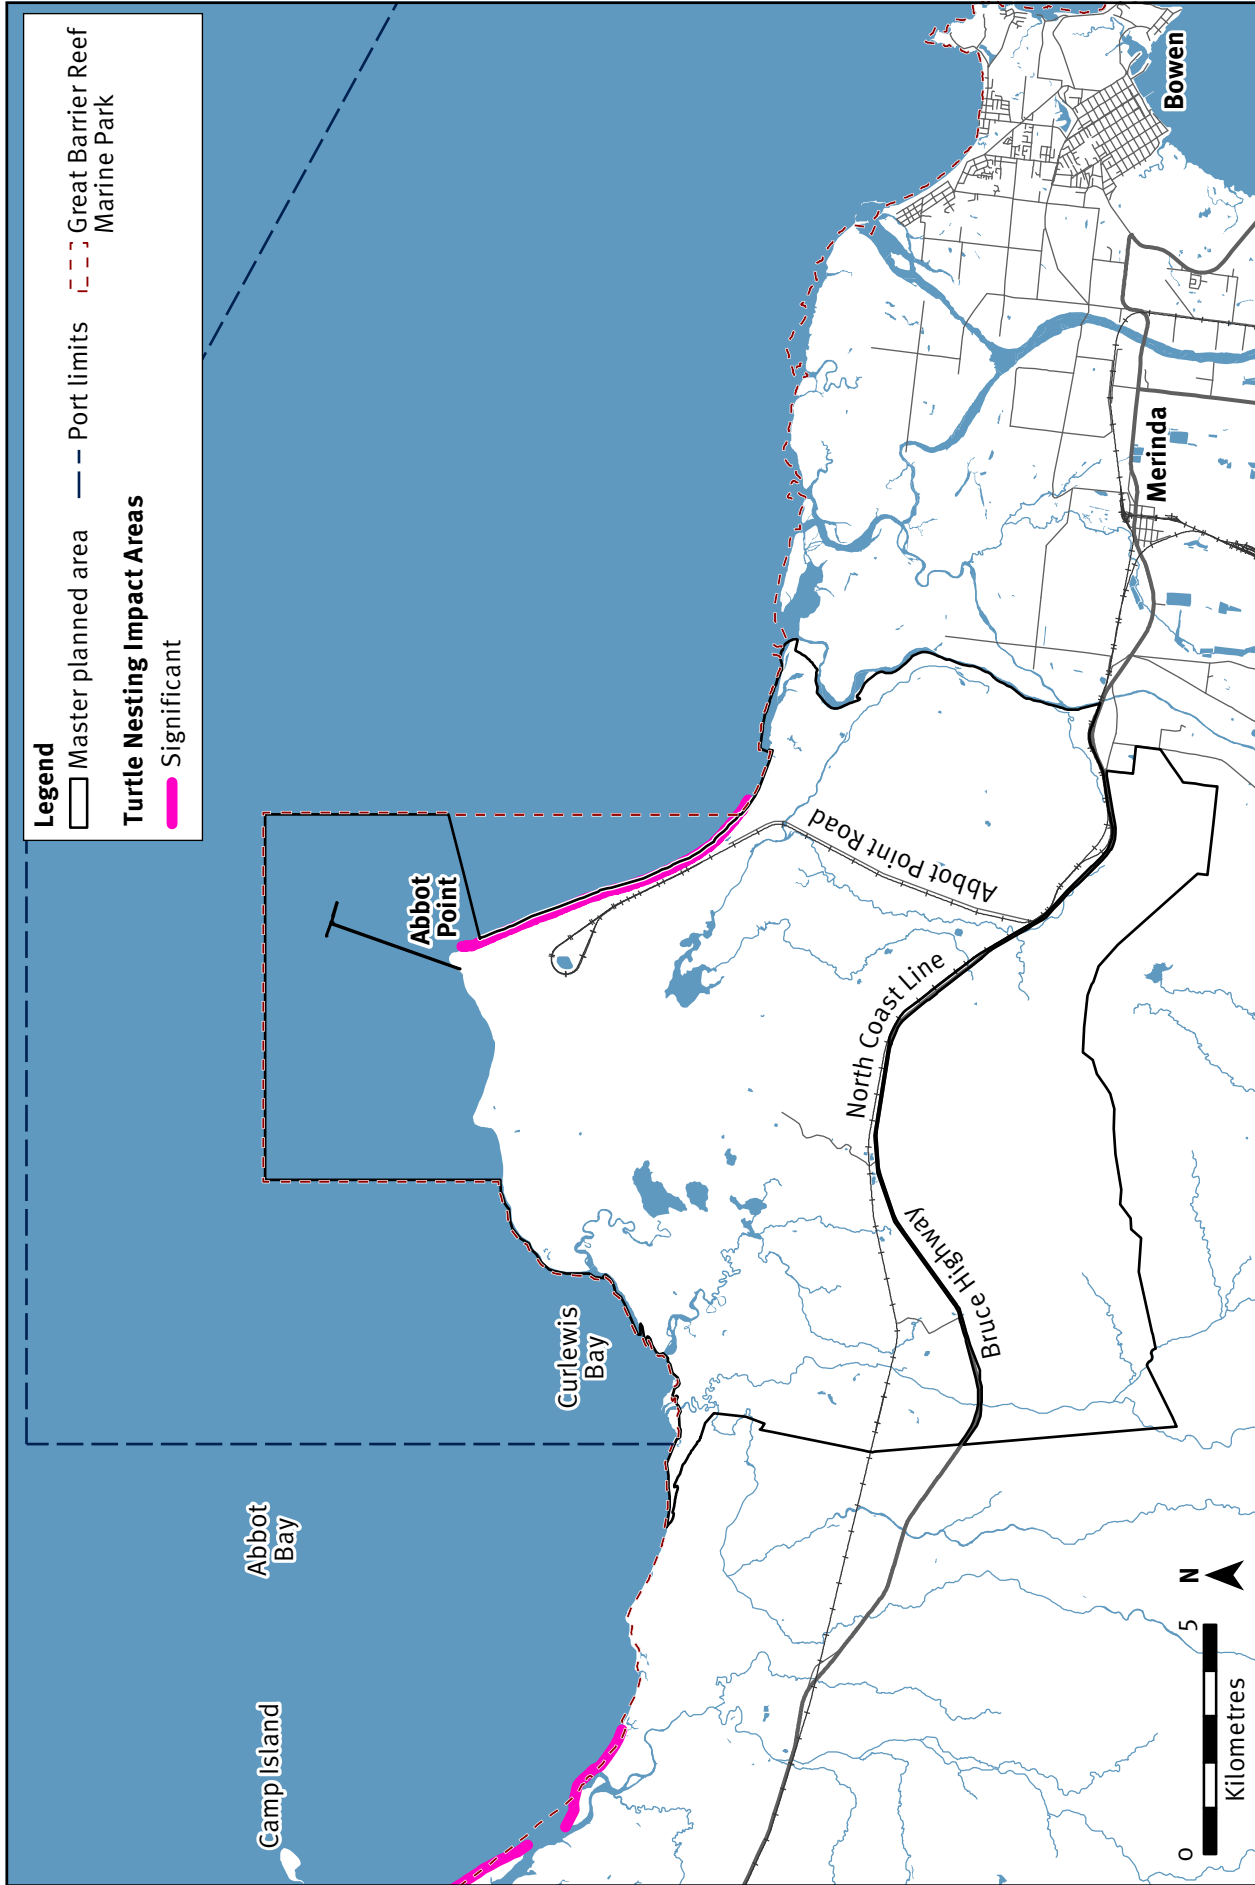 Legend
Master planned area
Port limits
Great Barrier Reef
Marine Park
Turtle Nesting Impact Areas
Significant
Camp Island
Abbot
Bay
Curlewis
Bay
Abbot
Point
Abbot Point Road
North Coast Line
Bruce Highway
Merinda
Bowen
0
5
Kilometres
N